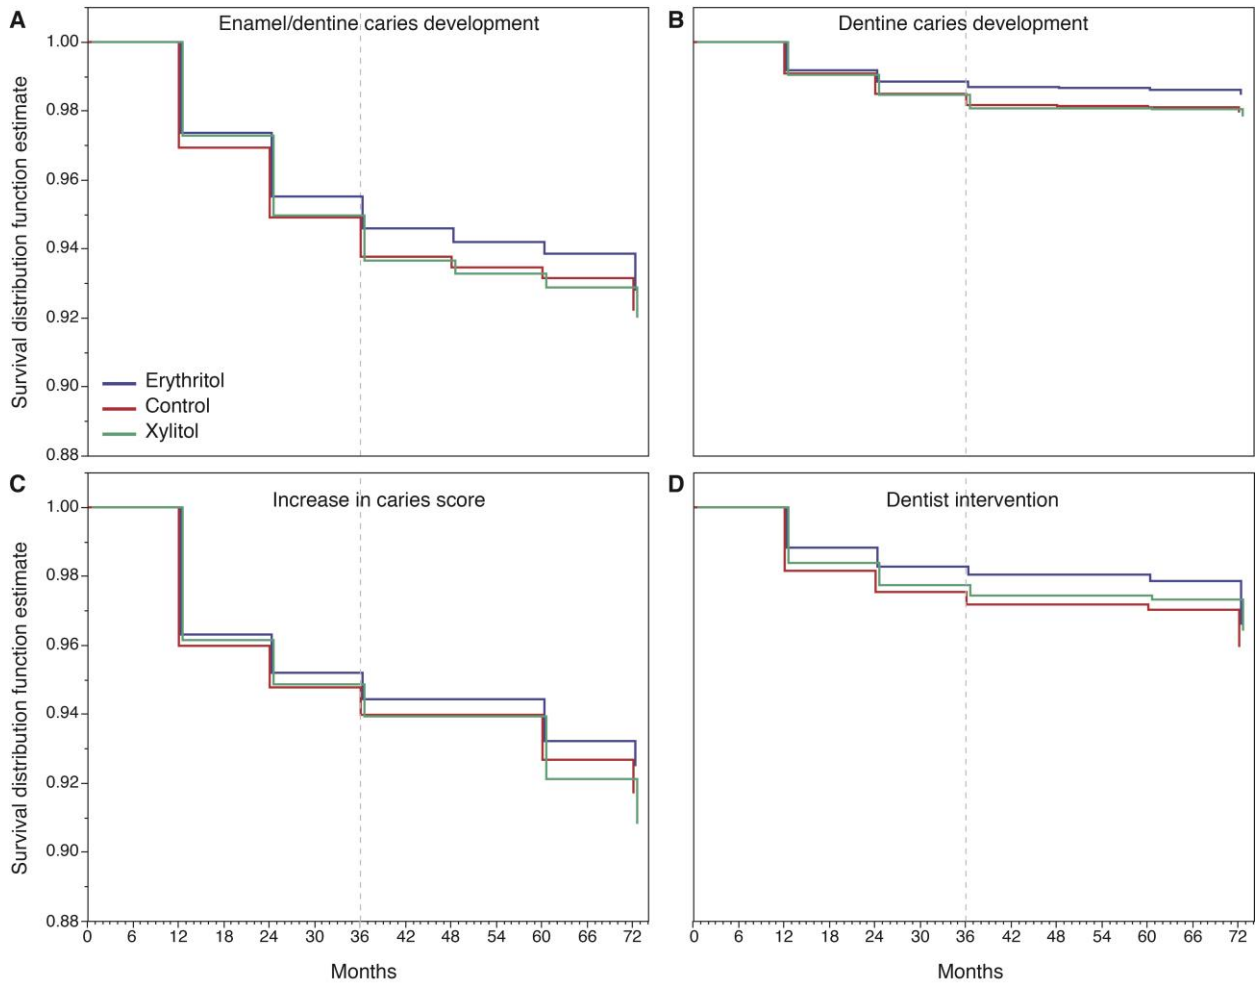 A
Enamel/dentine caries development
Survival distribution function estimate
1.00
0.98
0.96
0.94
0.92
0.90
0.88
Erythritol
Control
Xylitol
B
Dentine caries development
C
Increase in caries score
Survival distribution function estimate
1.00
0.98
0.96
0.94
0.92
0.90
0.88
0 6 12 18 24 30 36 42 48 54 60 66 72
Months
D
Dentist intervention
0 6 12 18 24 30 36 42 48 54 60 66 72
Months